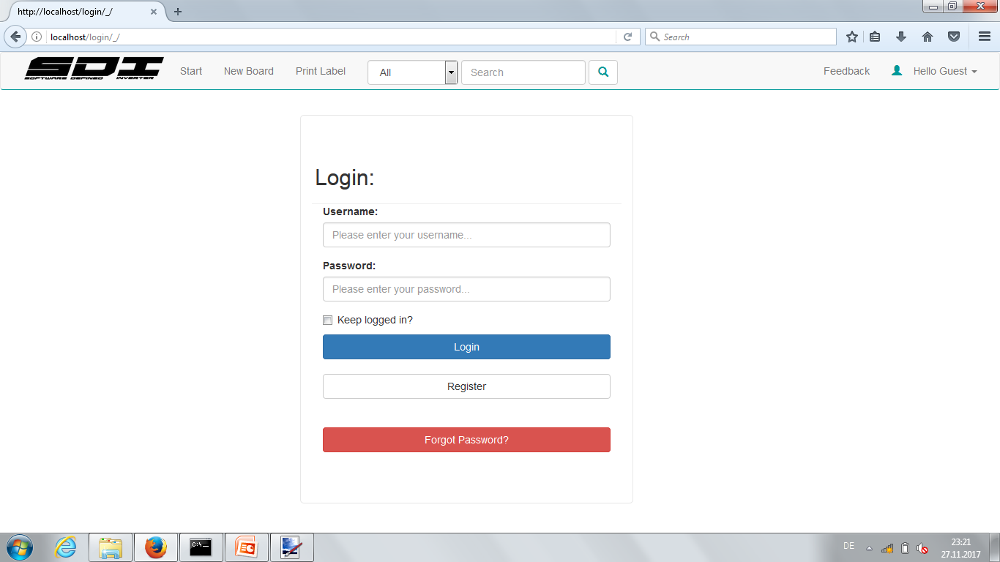 http://localhost/login/_/
localhost/login/_/
Search
SDI
SOFTWARE DEFINED INVERTER
Start
New Board
Print Label
All
Search
Feedback
Hello Guest
Login:
Username:
Please enter your username...
Password:
Please enter your password...
Keep logged in?
Login
Register
Forgot Password?
C:\_
DE
23:21
27.11.2017